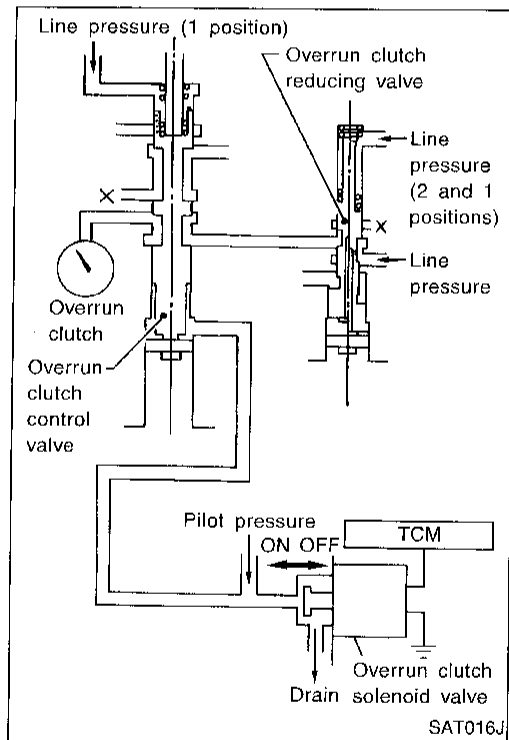 Line pressure (1 position)
Overrun clutch
reducing valve
Line
pressure
(2 and 1
positions)
X
X
Line
pressure
Overrun
clutch
Overrun
clutch
control
valve
Pilot pressure
ON OFF
TCM
Overrun clutch
Drain solenoid valve
SAT016J